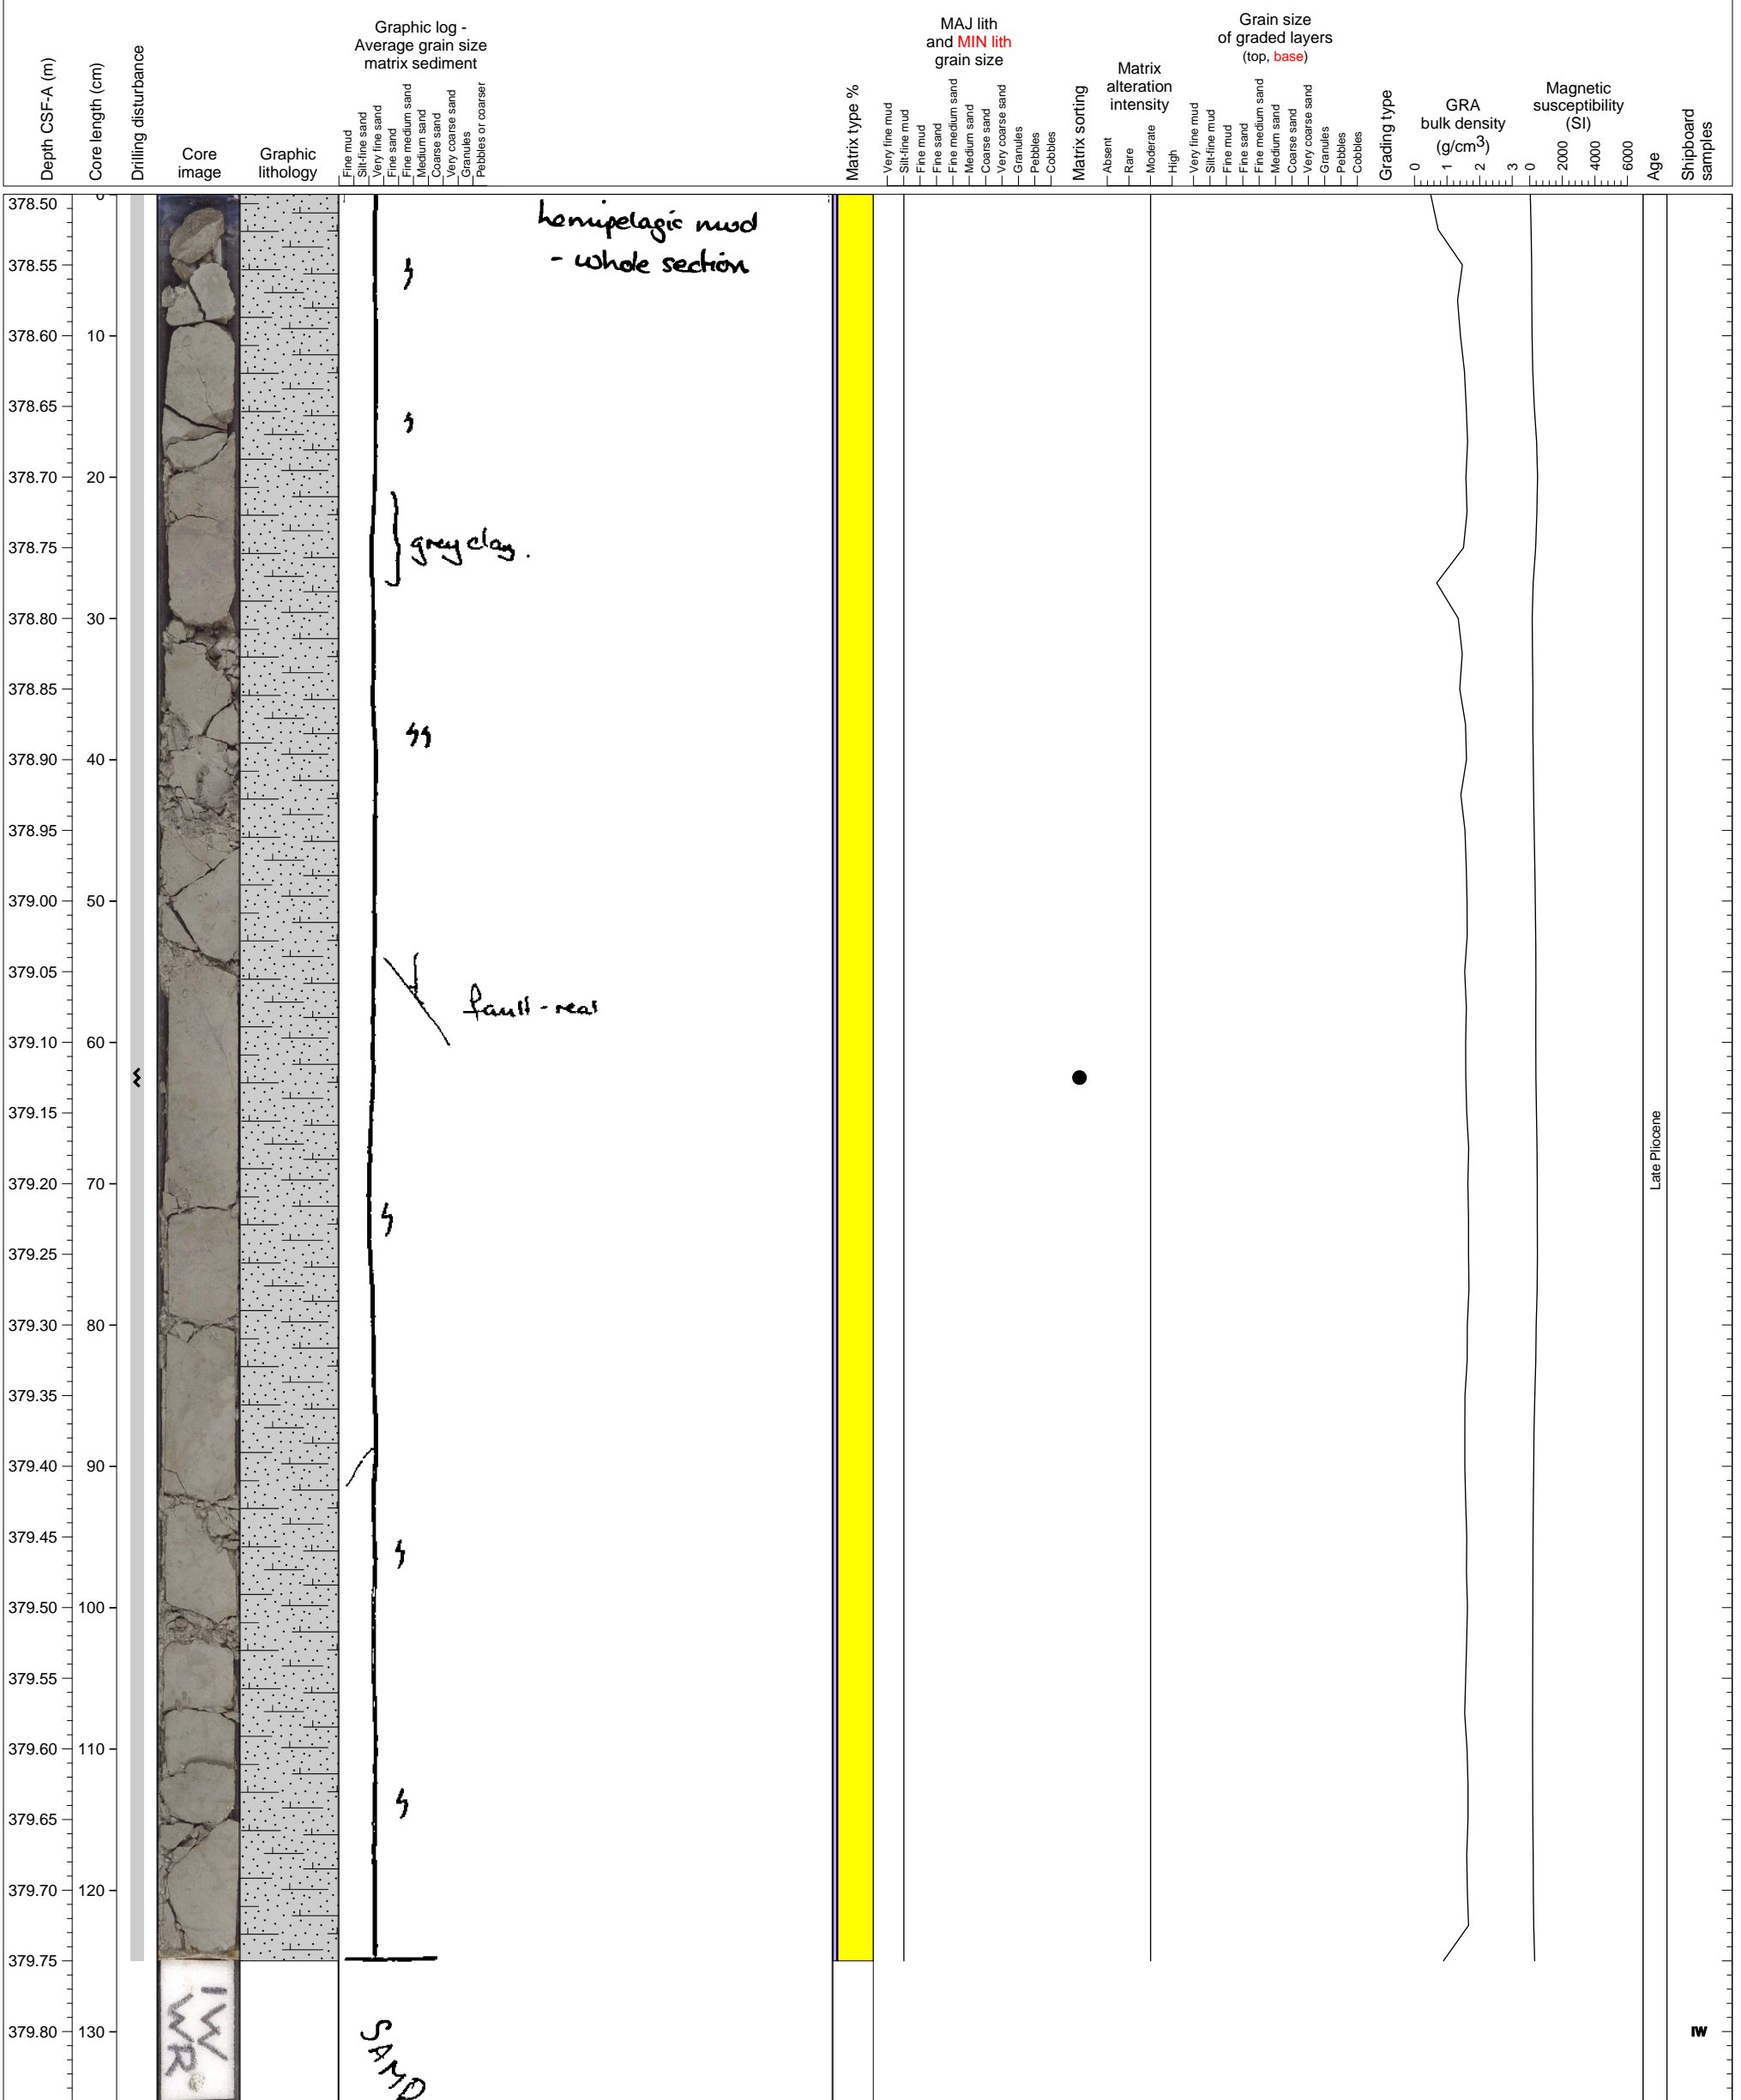 Depth CSF-A (m)
Core length (cm)
Drilling disturbance
Core
image
Graphic
lithology
Graphic log -
Average grain size
matrix sediment
Fine mud
Silt-fine sand
Very fine sand
Fine sand
Fine medium sand
Medium sand
Coarse sand
Very coarse sand
Granules
Pebbles or coarser
Matrix type %
MAJ lith
and MIN lith
grain size
Very fine mud
Silt-fine mud
Fine mud
Fine sand
Fine medium sand
Medium sand
Coarse sand
Very coarse sand
Granules
Pebbles
Cobbles
Matrix sorting
Matrix
alteration
intensity
Absent
Rare
Moderate
High
Grain size
of graded layers
(top, base)
Very fine mud
Silt-fine mud
Fine mud
Fine sand
Fine medium sand
Medium sand
Coarse sand
Very coarse sand
Granules
Pebbles
Cobbles
Grading type
GRA
bulk density
(g/cm3)
0 1 2 3
Magnetic
susceptibility
(SI)
0 2000 4000 6000
Age
Shipboard
samples
378.50 0
378.55
378.60 10
378.65
378.70 20
378.75
378.80 30
378.85
378.90 40
378.95
379.00 50
379.05
379.10 60
379.15
379.20 70
379.25
379.30 80
379.35
379.40 90
379.45
379.50 100
379.55
379.60 110
379.65
379.70 120
379.75
379.80 130
hemipelagic mud
- whole section
grey clay.
fault - real
Late Pliocene
IW
WR
SAMP
IW